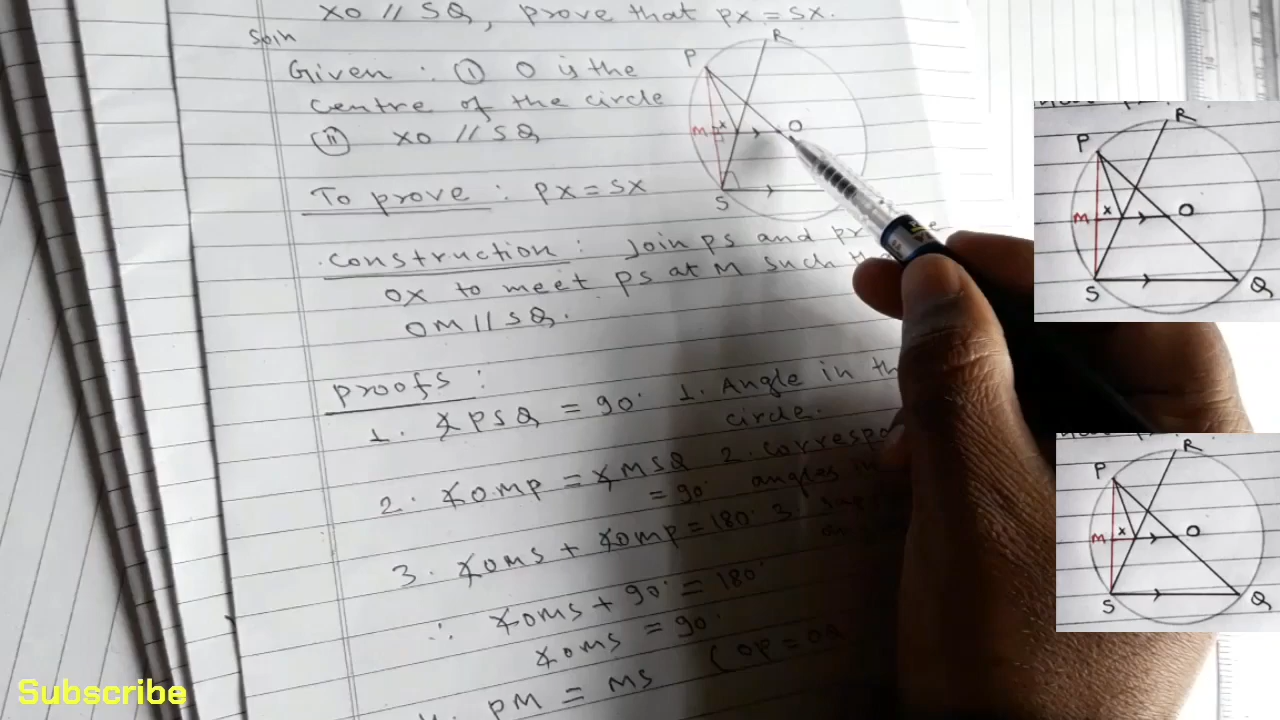 XO // SQ, prove that PX = SX.
Soln
Given : (i) O is the
centre of the circle
(ii) XO // SQ
To prove : PX = SX
Construction : Join PS and
OX to meet PS at M such
OM // SQ.
Proofs :
1. ∡PSQ = 90° 1. Angle in
circle.
2. ∡OMP = ∡MSQ 2.
= 90° angles
3. ∡OMS + ∡OMP = 180° 3.
∴ ∡OMS + 90° = 180°
∡OMS = 90°
PM = MS (OP = OQ
P
R
M
X
O
S
P
R
M
X
O
S
Q
P
R
M
X
O
S
Q
Subscribe